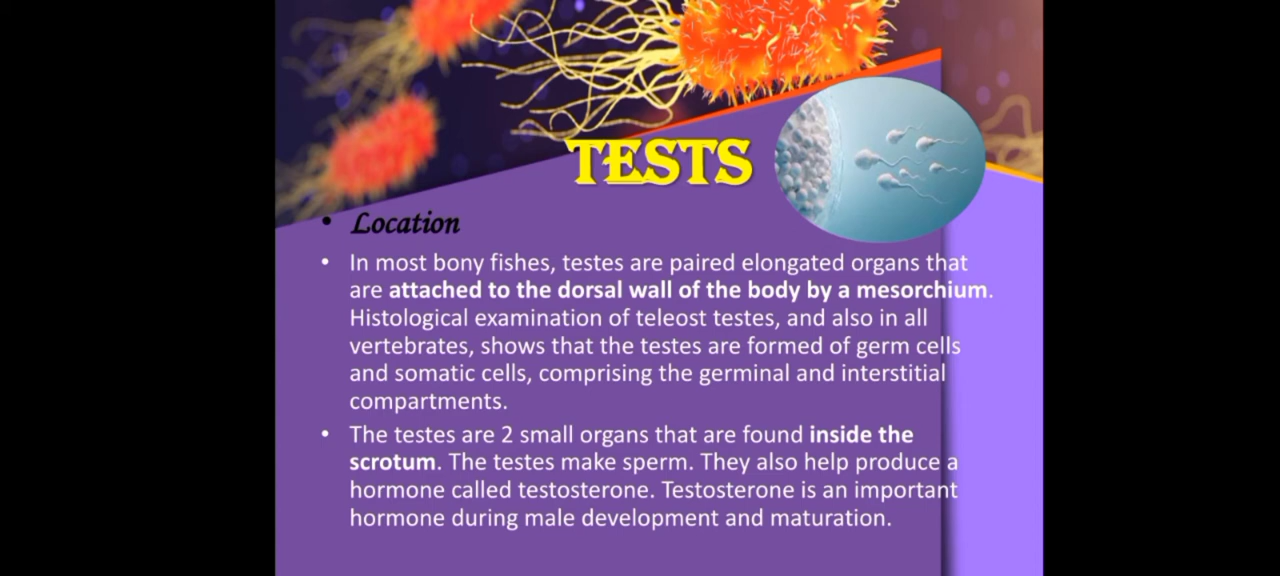 TESTS
• Location
• In most bony fishes, testes are paired elongated organs that
are attached to the dorsal wall of the body by a mesorchium.
Histological examination of teleost testes, and also in all
vertebrates, shows that the testes are formed of germ cells
and somatic cells, comprising the germinal and interstitial
compartments.
• The testes are 2 small organs that are found inside the
scrotum. The testes make sperm. They also help produce a
hormone called testosterone. Testosterone is an important
hormone during male development and maturation.